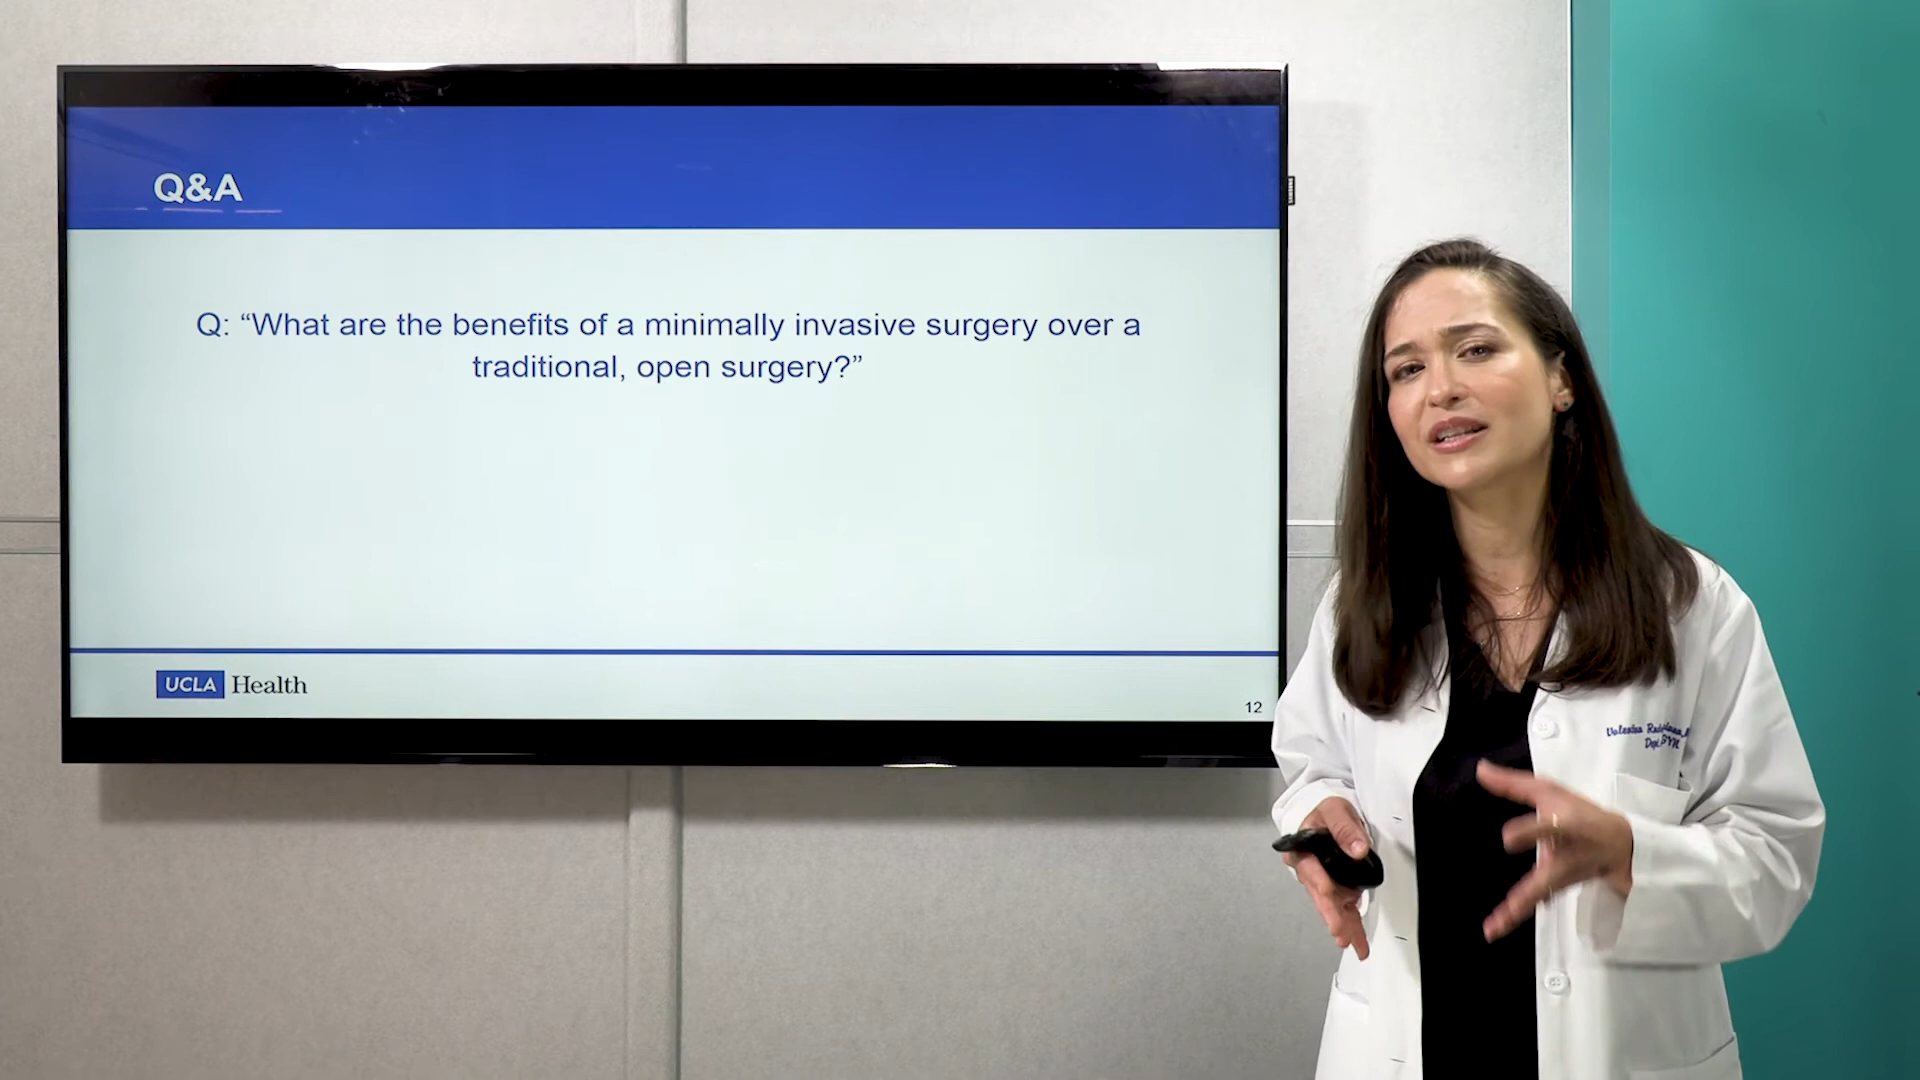 Q&A
Q: “What are the benefits of a minimally invasive surgery over a
traditional, open surgery?”
UCLA Health
12